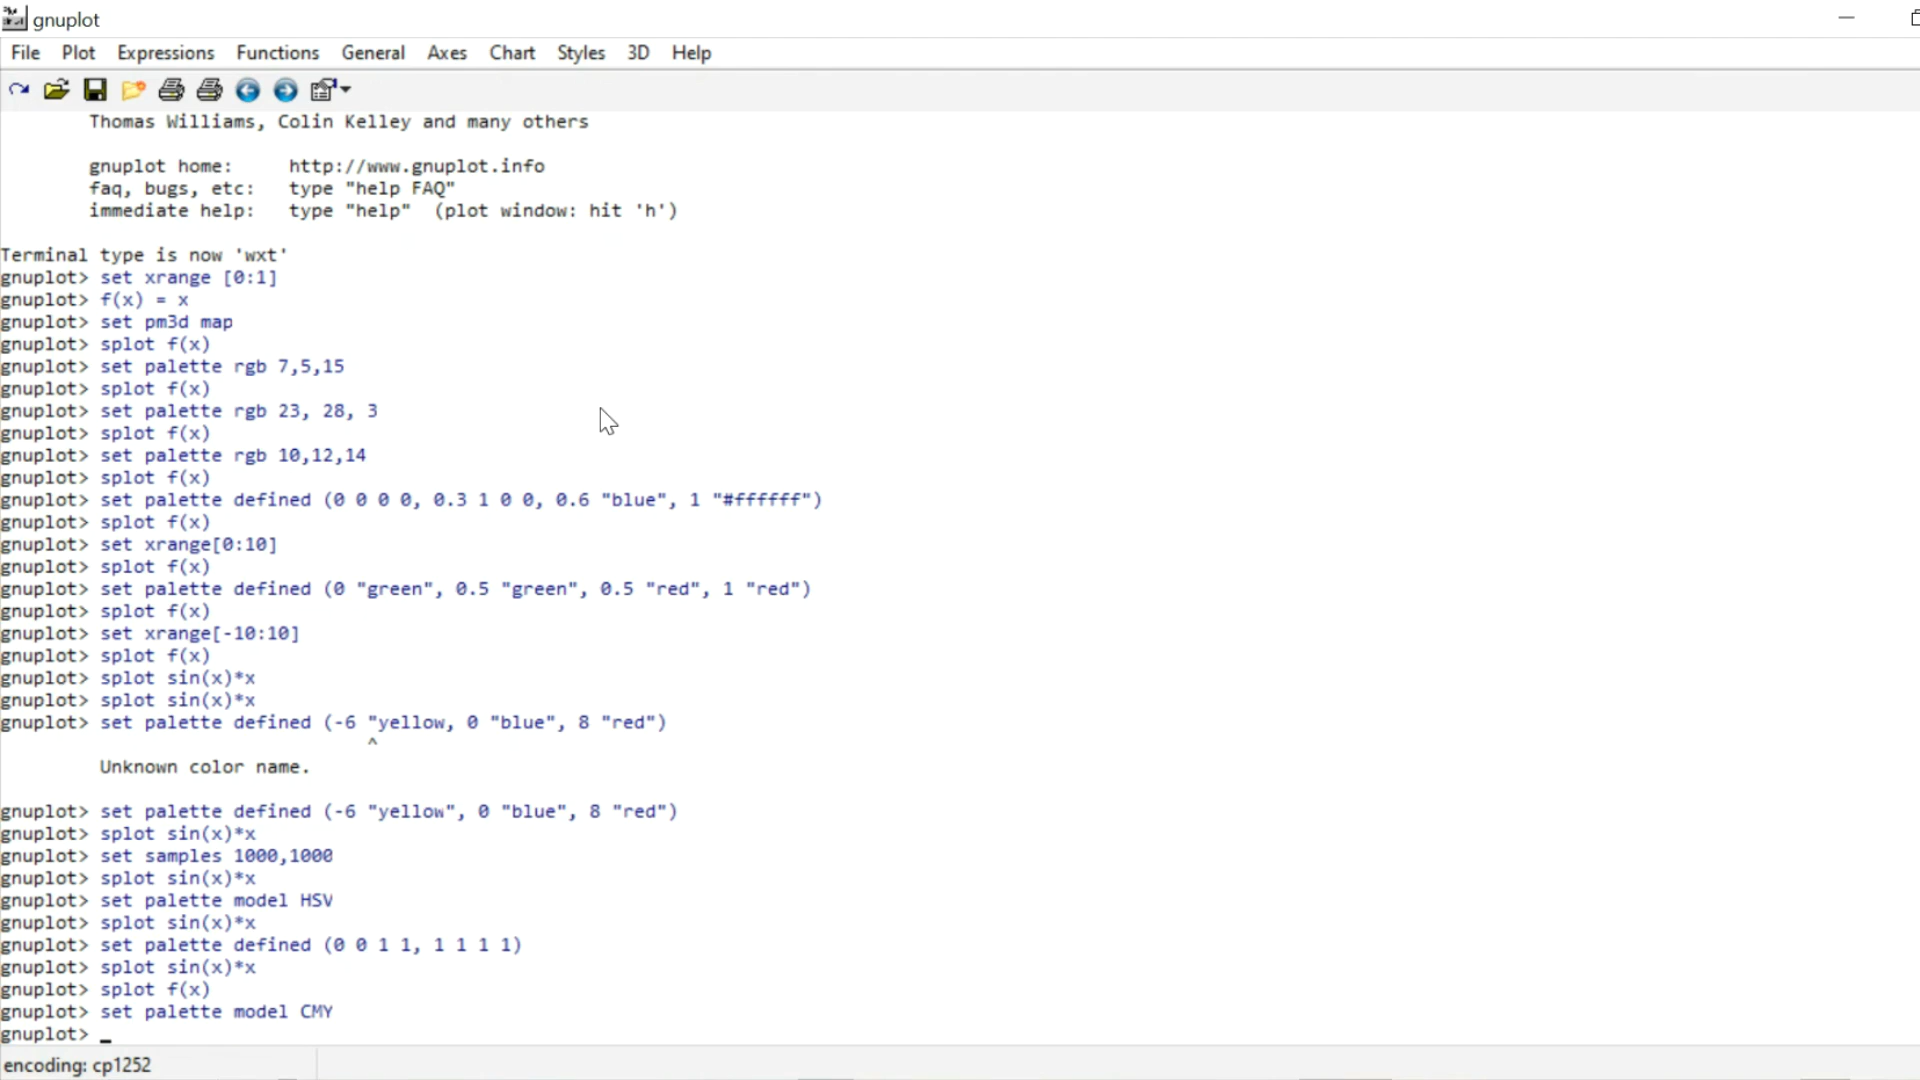 gnuplot
File Plot Expressions Functions General Axes Chart Styles 3D Help
Thomas Williams, Colin Kelley and many others
gnuplot home: http://www.gnuplot.info
faq, bugs, etc: type "help FAQ"
immediate help: type "help" (plot window: hit 'h')
Terminal type is now 'wxt'
gnuplot> set xrange [0:1]
gnuplot> f(x) = x
gnuplot> set pm3d map
gnuplot> splot f(x)
gnuplot> set palette rgb 7,5,15
gnuplot> splot f(x)
gnuplot> set palette rgb 23, 28, 3
gnuplot> splot f(x)
gnuplot> set palette rgb 10,12,14
gnuplot> splot f(x)
gnuplot> set palette defined (0 0 0 0, 0.3 1 0 0, 0.6 "blue", 1 "#ffffff")
gnuplot> splot f(x)
gnuplot> set xrange[0:10]
gnuplot> splot f(x)
gnuplot> set palette defined (0 "green", 0.5 "green", 0.5 "red", 1 "red")
gnuplot> splot f(x)
gnuplot> set xrange[-10:10]
gnuplot> splot f(x)
gnuplot> splot sin(x)*x
gnuplot> splot sin(x)*x
gnuplot> set palette defined (-6 "yellow, 0 "blue", 8 "red")
^
Unknown color name.
gnuplot> set palette defined (-6 "yellow", 0 "blue", 8 "red")
gnuplot> splot sin(x)*x
gnuplot> set samples 1000,1000
gnuplot> splot sin(x)*x
gnuplot> set palette model HSV
gnuplot> splot sin(x)*x
gnuplot> set palette defined (0 0 1 1, 1 1 1 1)
gnuplot> splot sin(x)*x
gnuplot> splot f(x)
gnuplot> set palette model CMY
gnuplot> _
encoding: cp1252